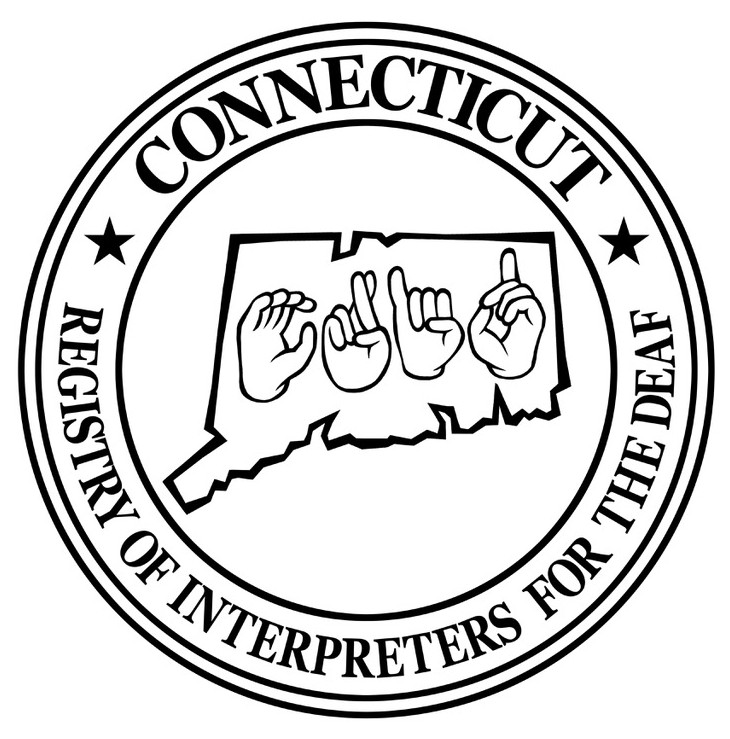 CONNECTICUT
REGISTRY OF INTERPRETERS FOR THE DEAF